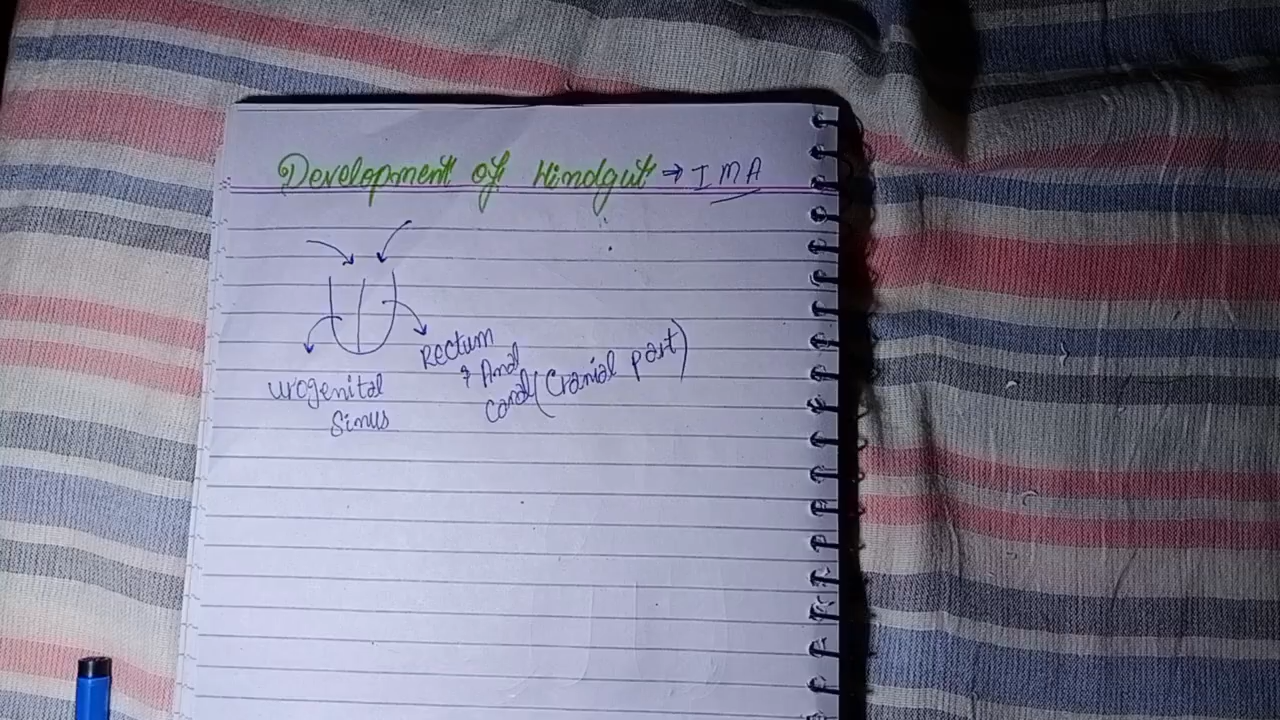 Development of Hindgut → IMA
Rectum
& Anal
Canal (Cranial part)
Urogenital
Sinus